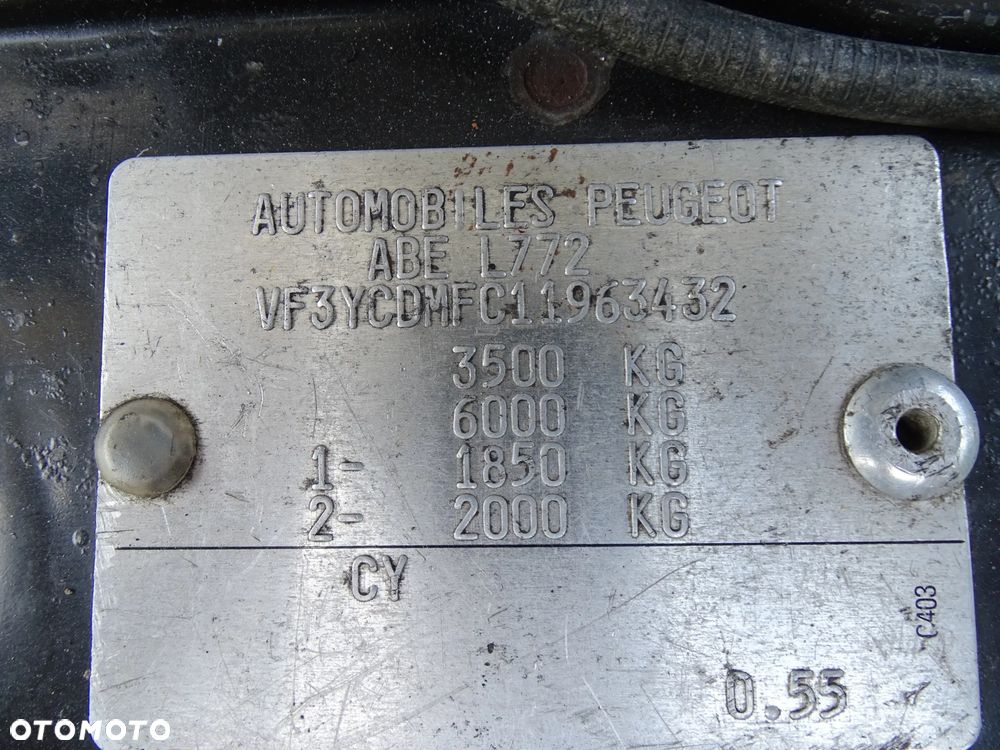 AUTOMOBILES PEUGEOT
ABE L772
VF3YCDMFC11963432
3500 KG
6000 KG
1- 1850 KG
2- 2000 KG
CY
C403
0.55
OTOMOTO